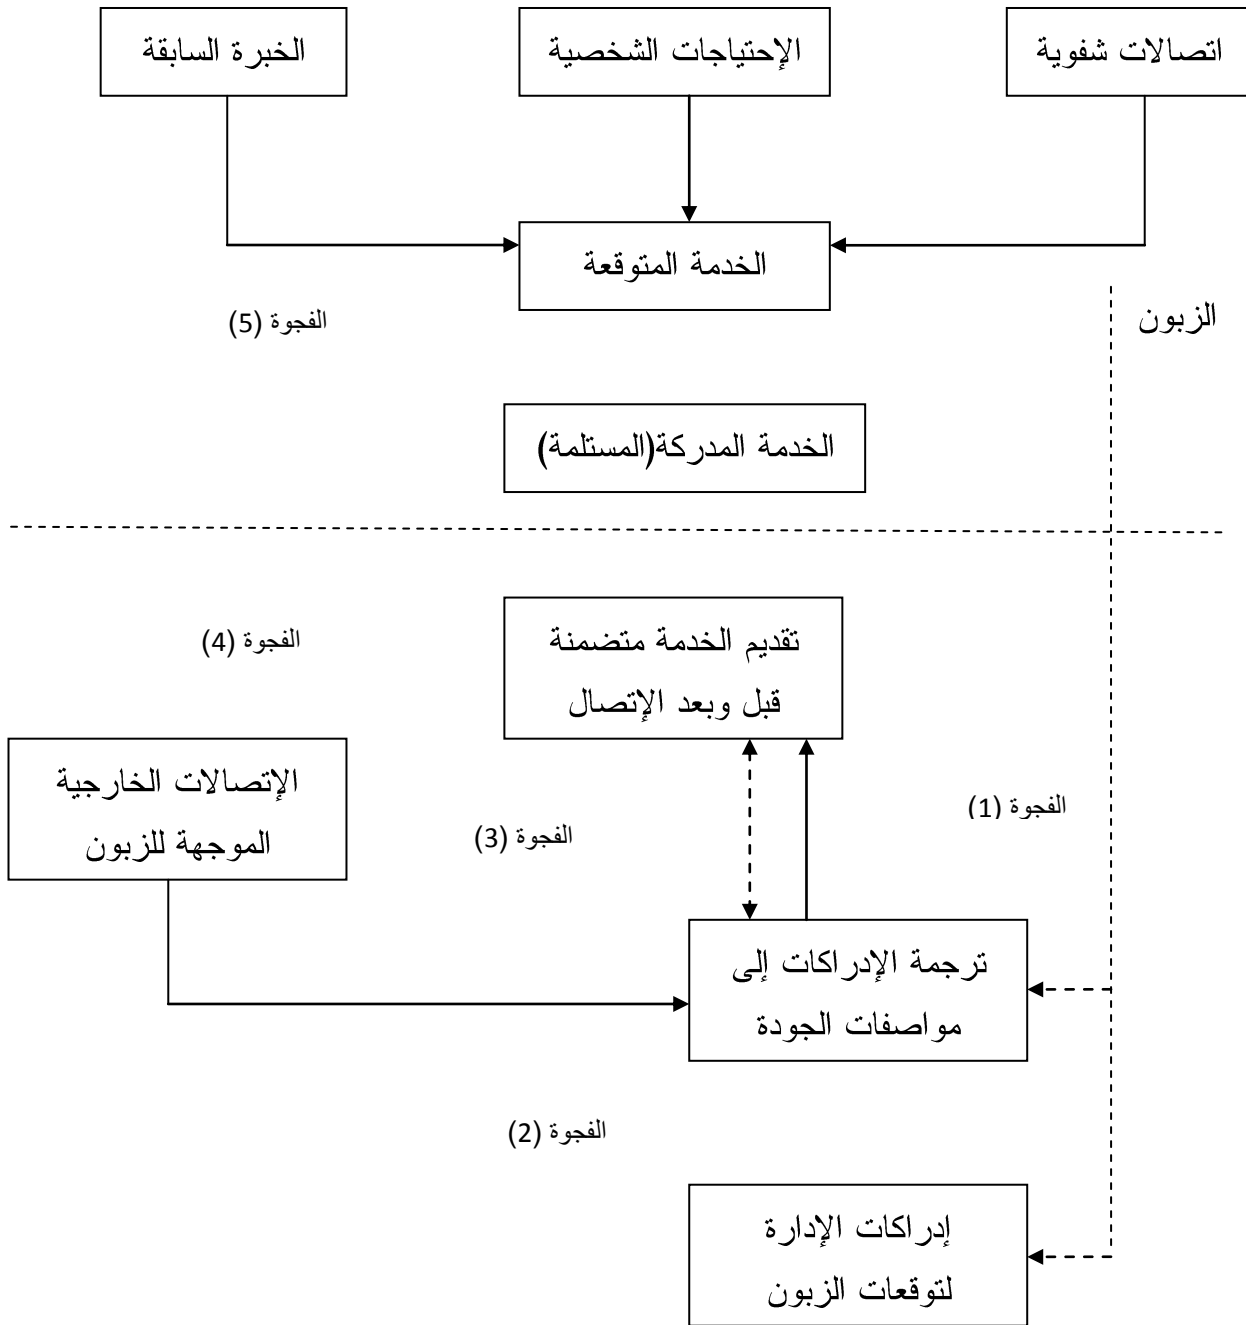 اتصالات شفوية
الإحتياجات الشخصية
الخبرة السابقة
الخدمة المتوقعة
الزبون
الفجوة (5)
الخدمة المدركة(المستلمة)
الفجوة (4)
تقديم الخدمة متضمنة
قبل وبعد الإتصال
الإتصالات الخارجية
الموجهة للزبون
الفجوة (1)
الفجوة (3)
ترجمة الإدراكات إلى
مواصفات الجودة
الفجوة (2)
إدراكات الإدارة
لتوقعات الزبون